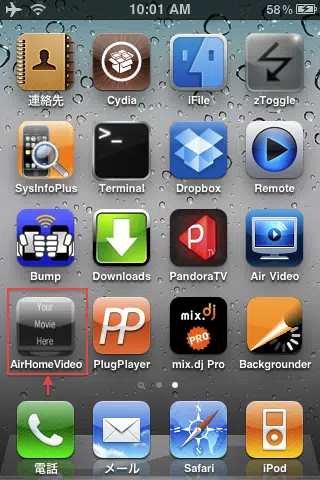 10:01 AM
58%
連絡先
Cydia
iFile
zToggle
>_
SysInfoPlus
Terminal
Dropbox
Remote
Bump
Downloads
P
TV
PandoraTV
Air Video
Your
Movie
Here
AirHomeVideo
PP
PlugPlayer
mix.dj
PRO
mix.dj Pro
Backgrounder
電話
メール
Safari
iPod